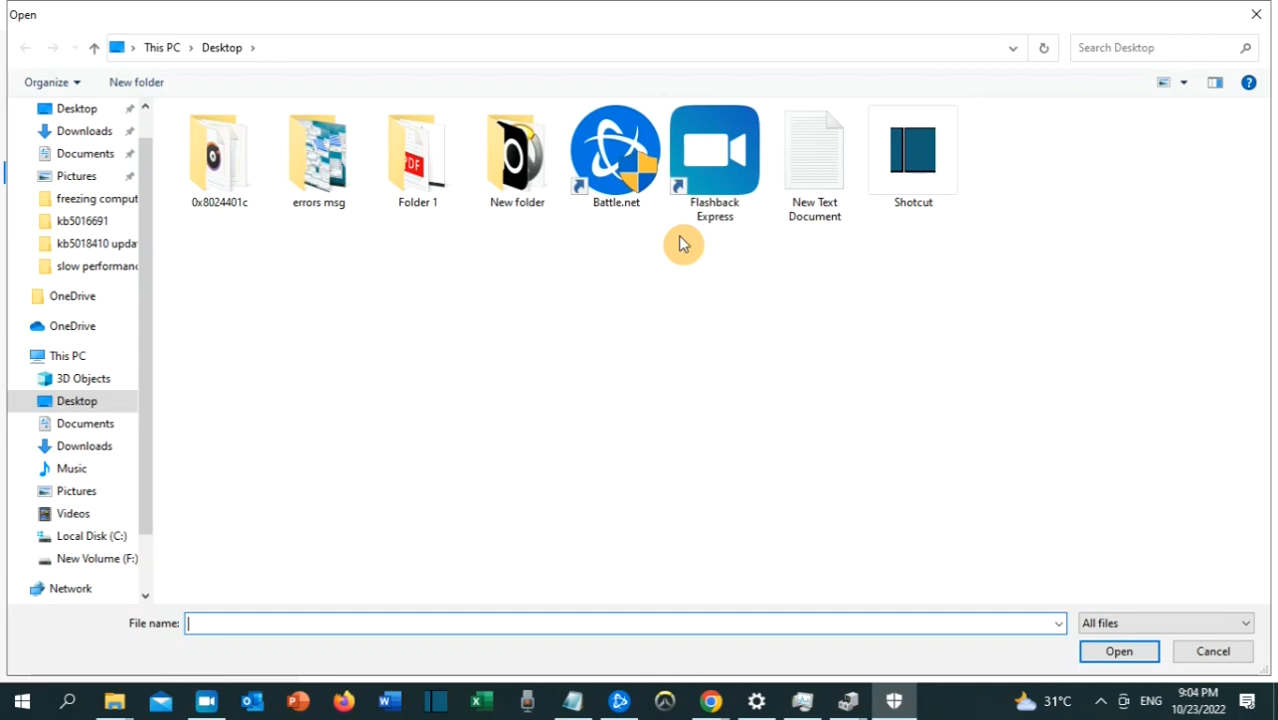 Open
This PC
Desktop
Search Desktop
Organize
New folder
Desktop
Downloads
Documents
Pictures
freezing comput
kb5016691
kb5018410 upda
slow performanc
OneDrive
OneDrive
This PC
3D Objects
Desktop
Documents
Downloads
Music
Pictures
Videos
Local Disk (C:)
New Volume (F:)
Network
0x8024401c
errors msg
PDF
Folder 1
New folder
Battle.net
Flashback
Express
New Text
Document
Shotcut
File name:
All files
Open
Cancel
31°C
ENG
9:04 PM
10/23/2022